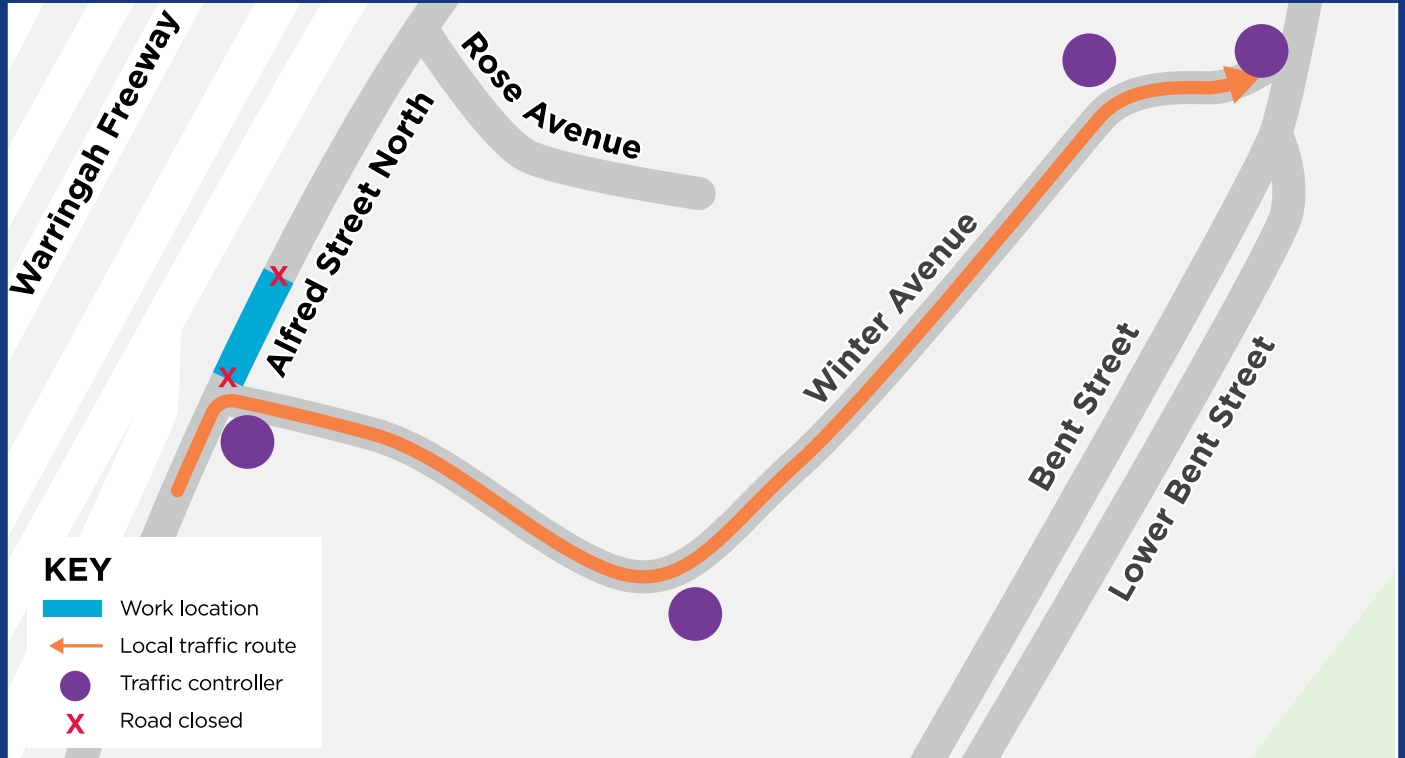 Warringah Freeway
Rose Avenue
Alfred Street North
X
X
Winter Avenue
Bent Street
Lower Bent Street
KEY
Work location
Local traffic route
Traffic controller
X Road closed